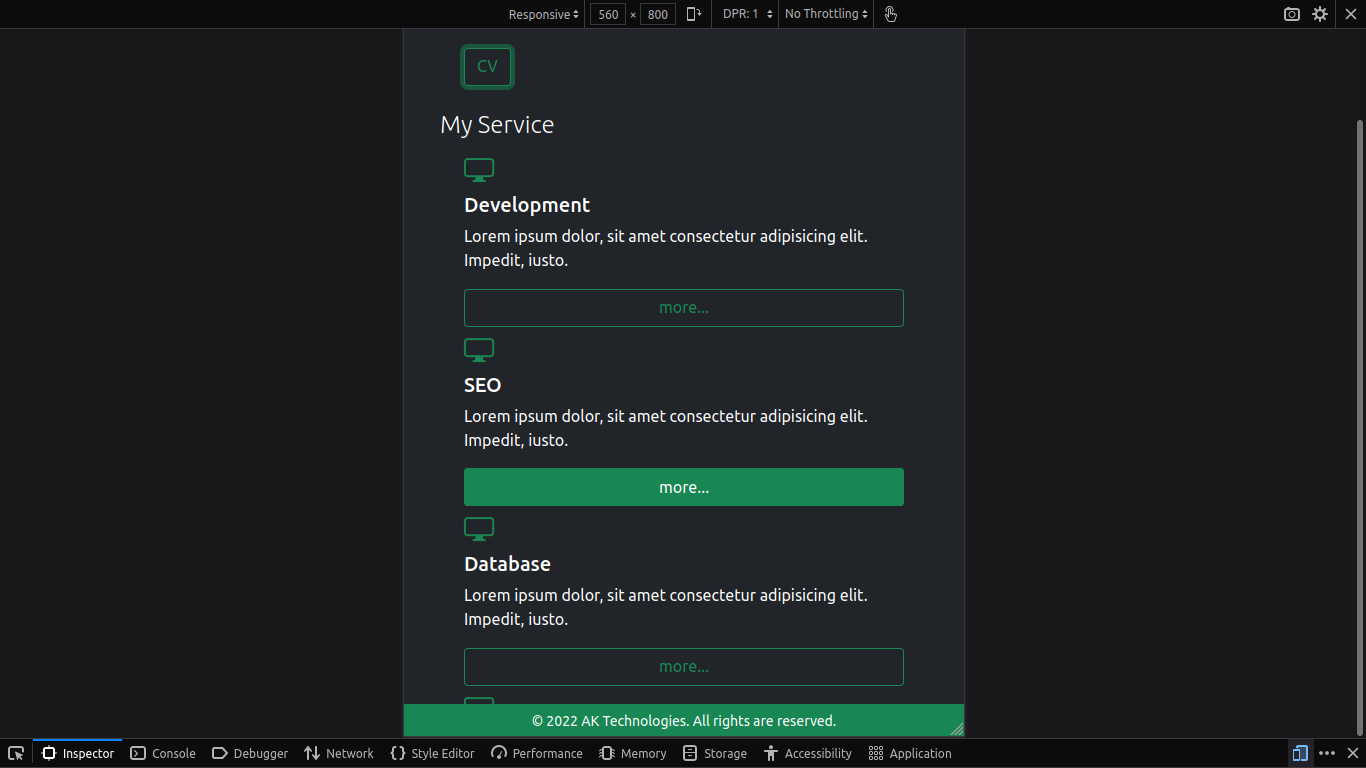 Responsive 560 × 800 DPR: 1 No Throttling
CV
My Service
Development
Lorem ipsum dolor, sit amet consectetur adipisicing elit.
Impedit, iusto.
more...
SEO
Lorem ipsum dolor, sit amet consectetur adipisicing elit.
Impedit, iusto.
more...
Database
Lorem ipsum dolor, sit amet consectetur adipisicing elit.
Impedit, iusto.
more...
© 2022 AK Technologies. All rights are reserved.
Inspector Console Debugger Network Style Editor Performance Memory Storage Accessibility Application